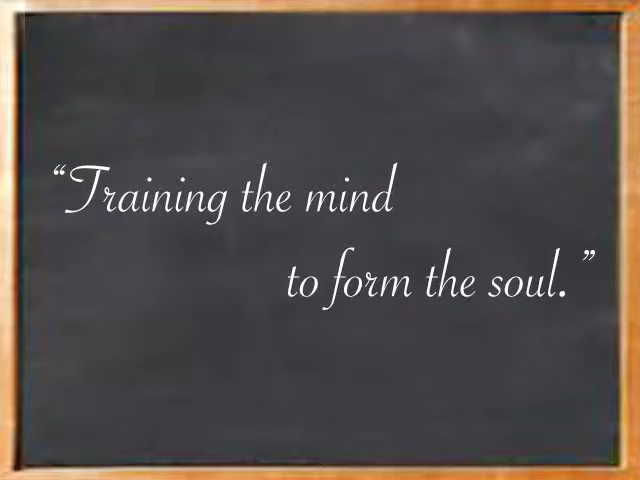 “Training the mind
to form the soul.”